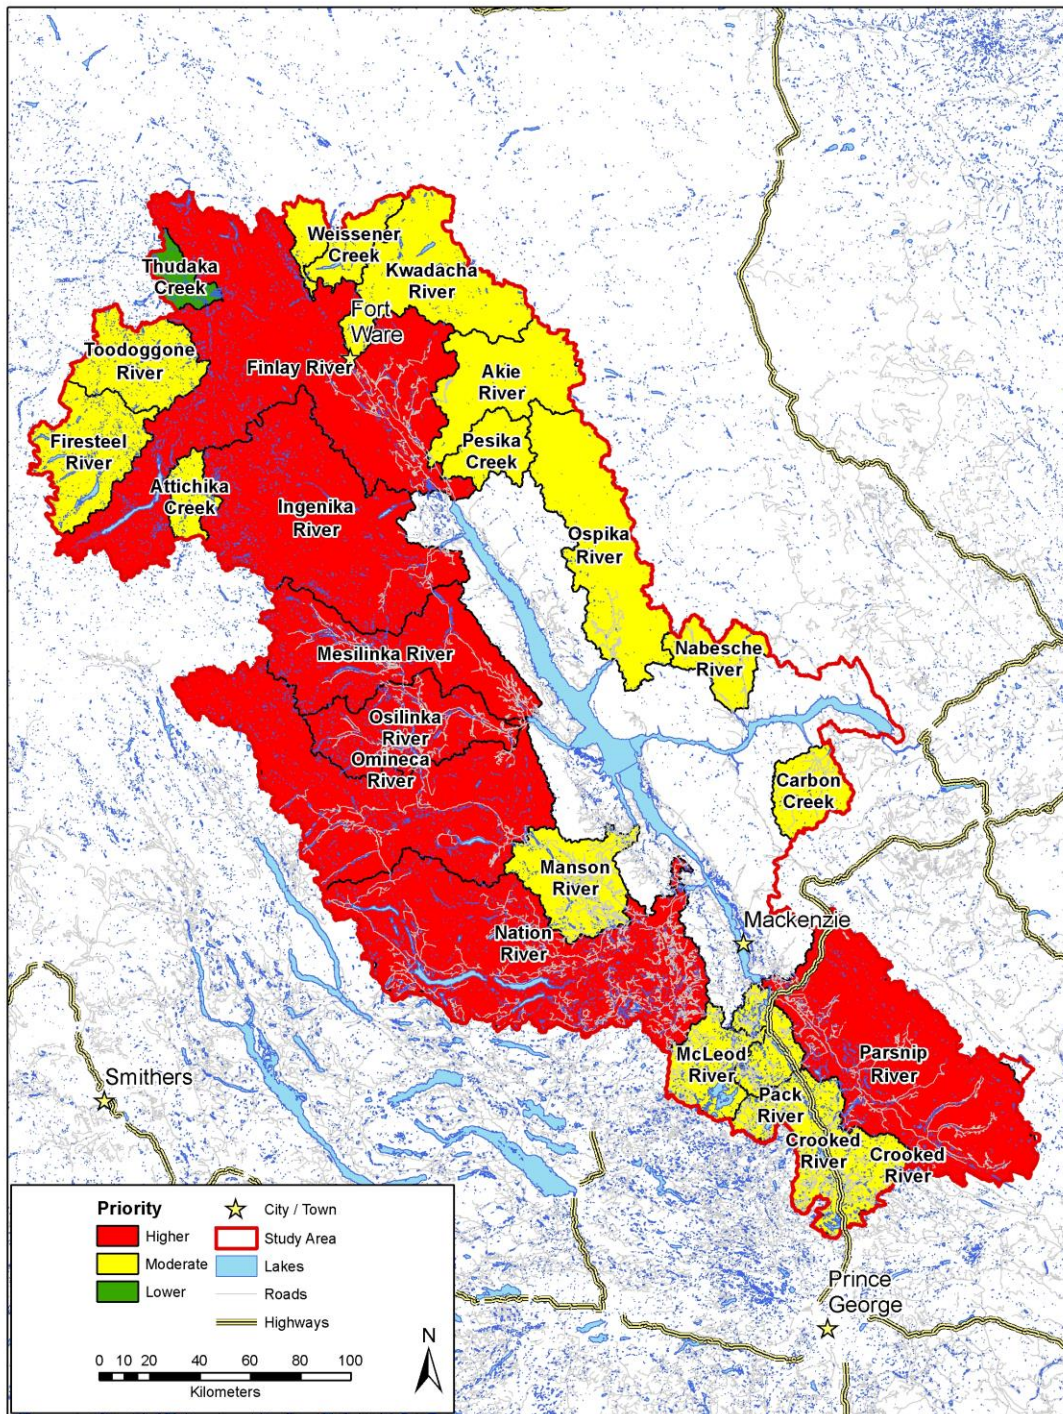 Weissener
Creek
Thudaka
Creek
Kwadacha
River
Fort
Ware
Toodoggone
River
Finlay River
Akie
River
Firesteel
River
Pesika
Creek
Attichika
Creek
Ingenika
River
Ospika
River
Mesilinka River
Nabesche
River
Osilinka
River
Omineca
River
Carbon
Creek
Manson
River
Nation
River
Mackenzie
McLeod
River
Parsnip
River
Smithers
Pack
River
Crooked
River
Crooked
River
Prince
George
Priority
Higher
Moderate
Lower
City / Town
Study Area
Lakes
Roads
Highways
0 10 20 40 60 80 100
Kilometers
N